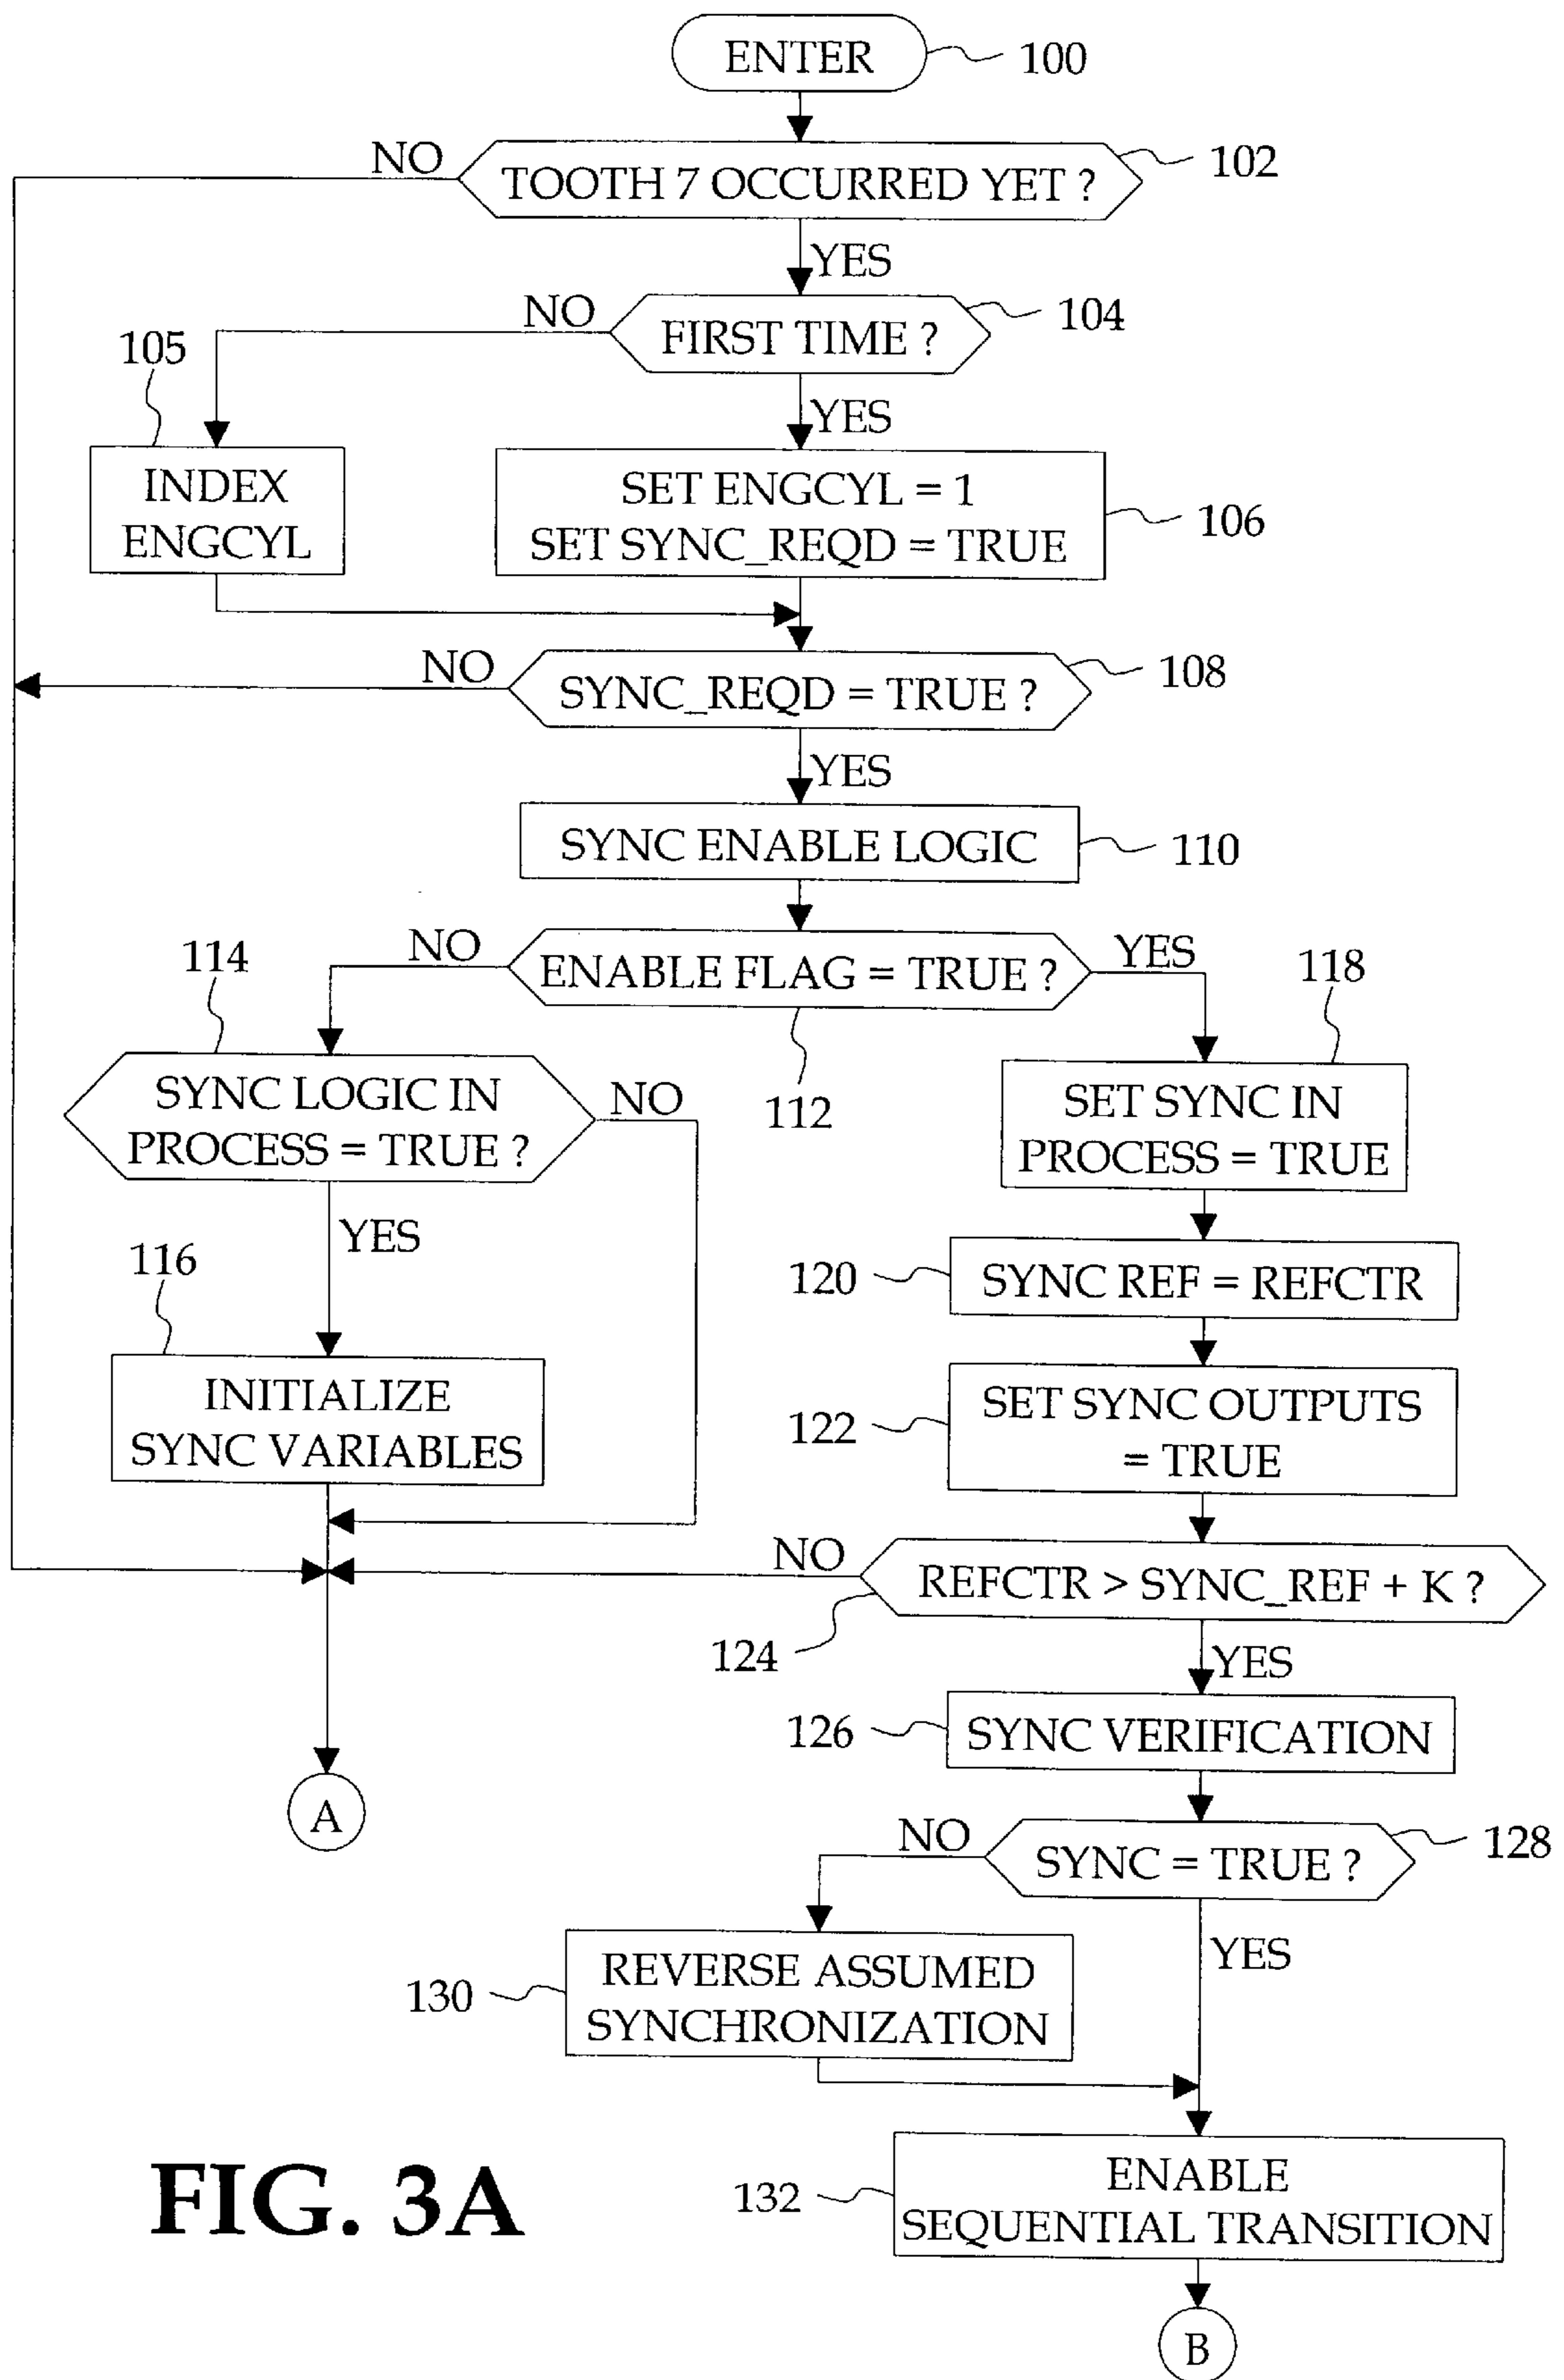 ENTER
100
NO
TOOTH 7 OCCURRED YET ?
102
YES
NO
FIRST TIME ?
104
105
YES
INDEX
ENGCYL
SET ENGCYL = 1
SET SYNC_REQD = TRUE
106
NO
SYNC_REQD = TRUE ?
108
YES
SYNC ENABLE LOGIC
110
114
NO
ENABLE FLAG = TRUE ?
YES
118
112
SYNC LOGIC IN
PROCESS = TRUE ?
NO
SET SYNC IN
PROCESS = TRUE
YES
116
120
SYNC REF = REFCTR
INITIALIZE
SYNC VARIABLES
122
SET SYNC OUTPUTS
= TRUE
NO
REFCTR > SYNC_REF + K ?
124
YES
126
SYNC VERIFICATION
A
NO
SYNC = TRUE ?
128
YES
130
REVERSE ASSUMED
SYNCHRONIZATION
132
ENABLE
SEQUENTIAL TRANSITION
FIG. 3A
B